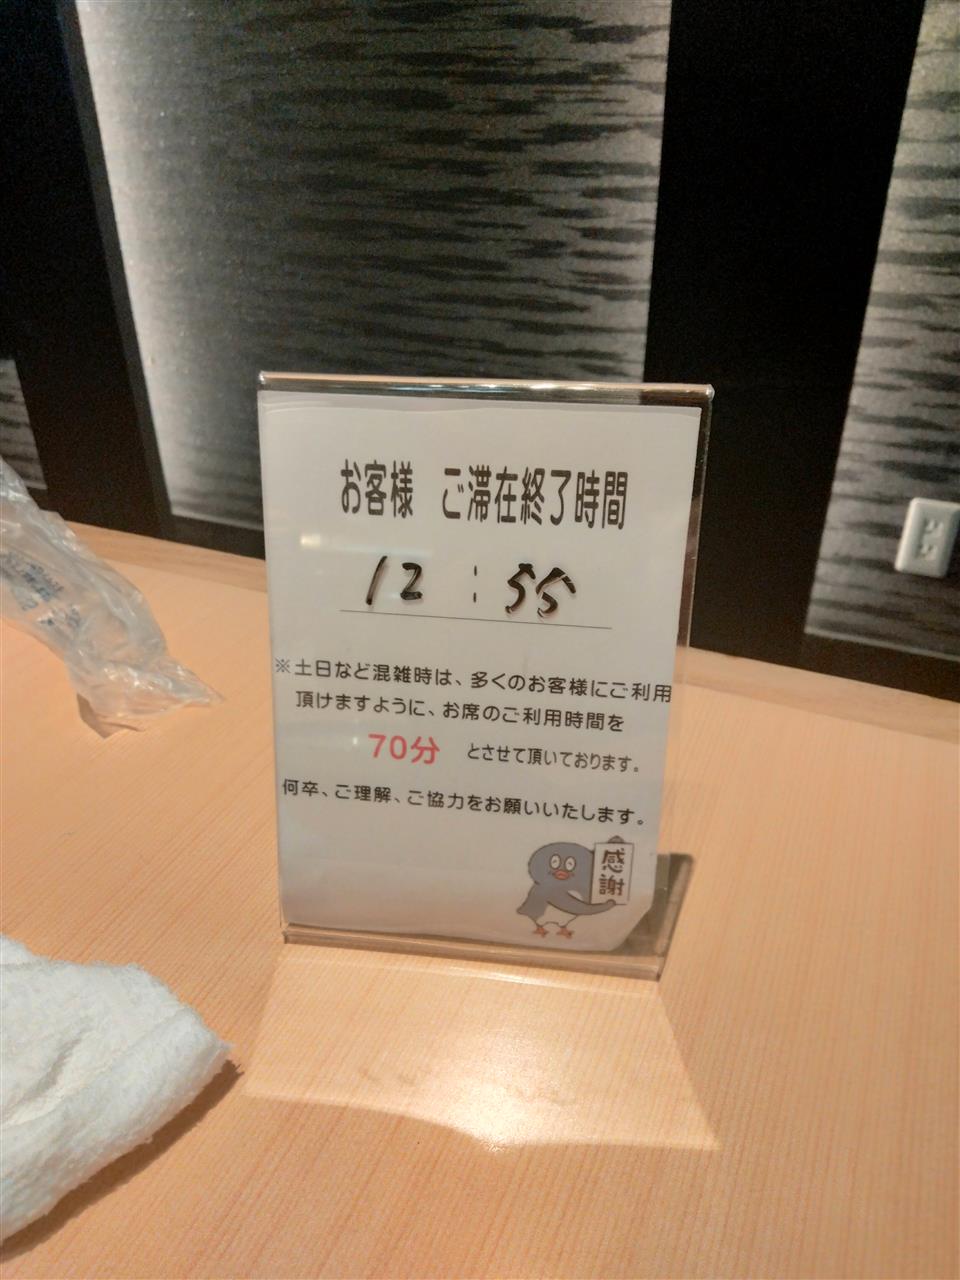 お客様　ご滞在終了時間
12 : 55
※土日など混雑時は、多くのお客様にご利用
頂けますように、お席のご利用時間を
70分　とさせて頂いております。
何卒、ご理解、ご協力をお願いいたします。
感謝